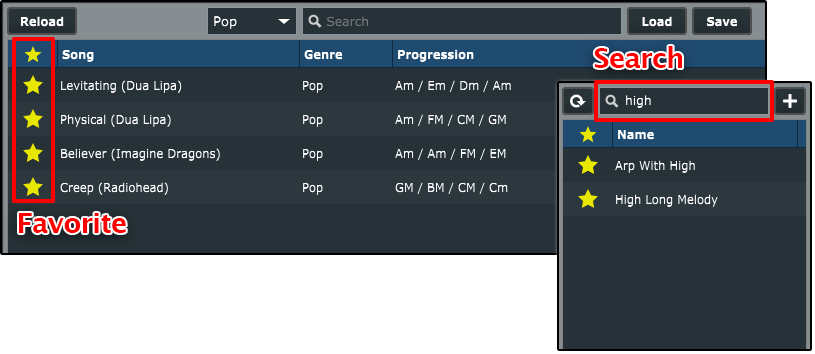 Reload Pop Search Load Save
Song Genre Progression
Levitating (Dua Lipa) Pop Am / Em / Dm / Am
Physical (Dua Lipa) Pop Am / FM / CM / GM
Believer (Imagine Dragons) Pop Am / Am / FM / EM
Creep (Radiohead) Pop GM / BM / CM / Cm
Favorite
Search
high +
Name
Arp With High
High Long Melody